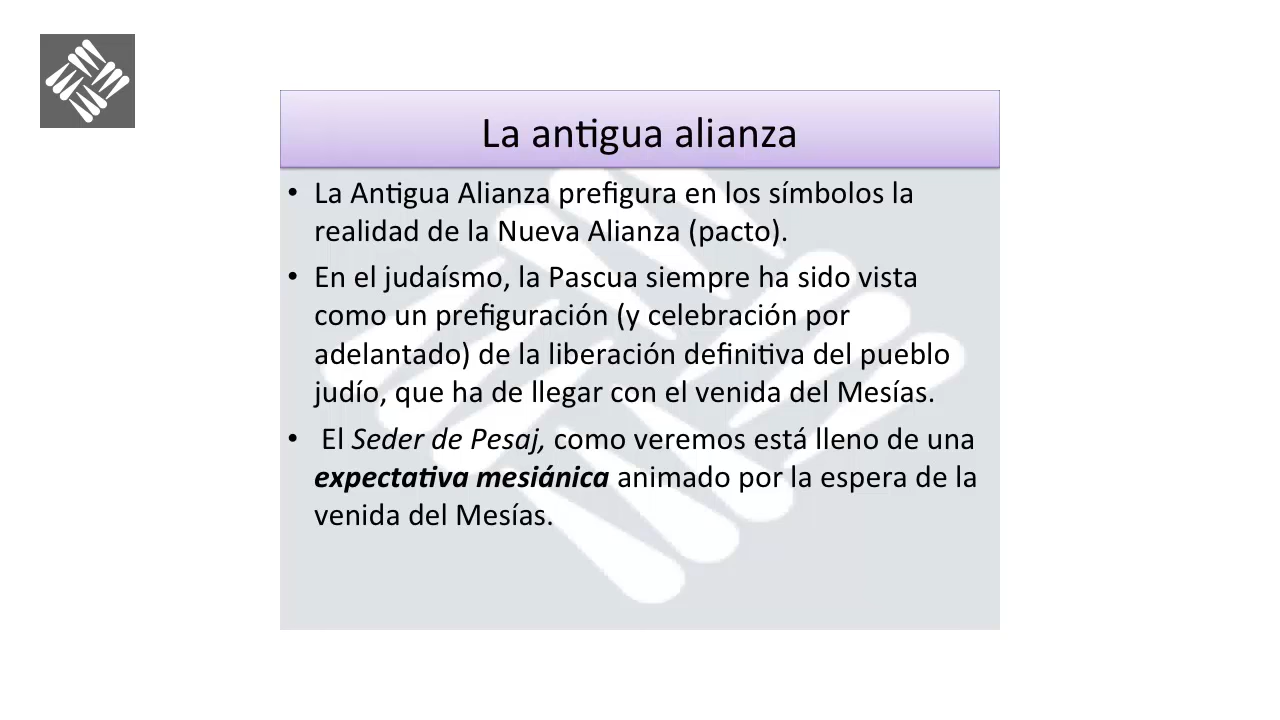 La antigua alianza
• La Antigua Alianza prefigura en los símbolos la
realidad de la Nueva Alianza (pacto).
• En el judaísmo, la Pascua siempre ha sido vista
como un prefiguración (y celebración por
adelantado) de la liberación definitiva del pueblo
judío, que ha de llegar con el venida del Mesías.
• El Seder de Pesaj, como veremos está lleno de una
expectativa mesiánica animado por la espera de la
venida del Mesías.